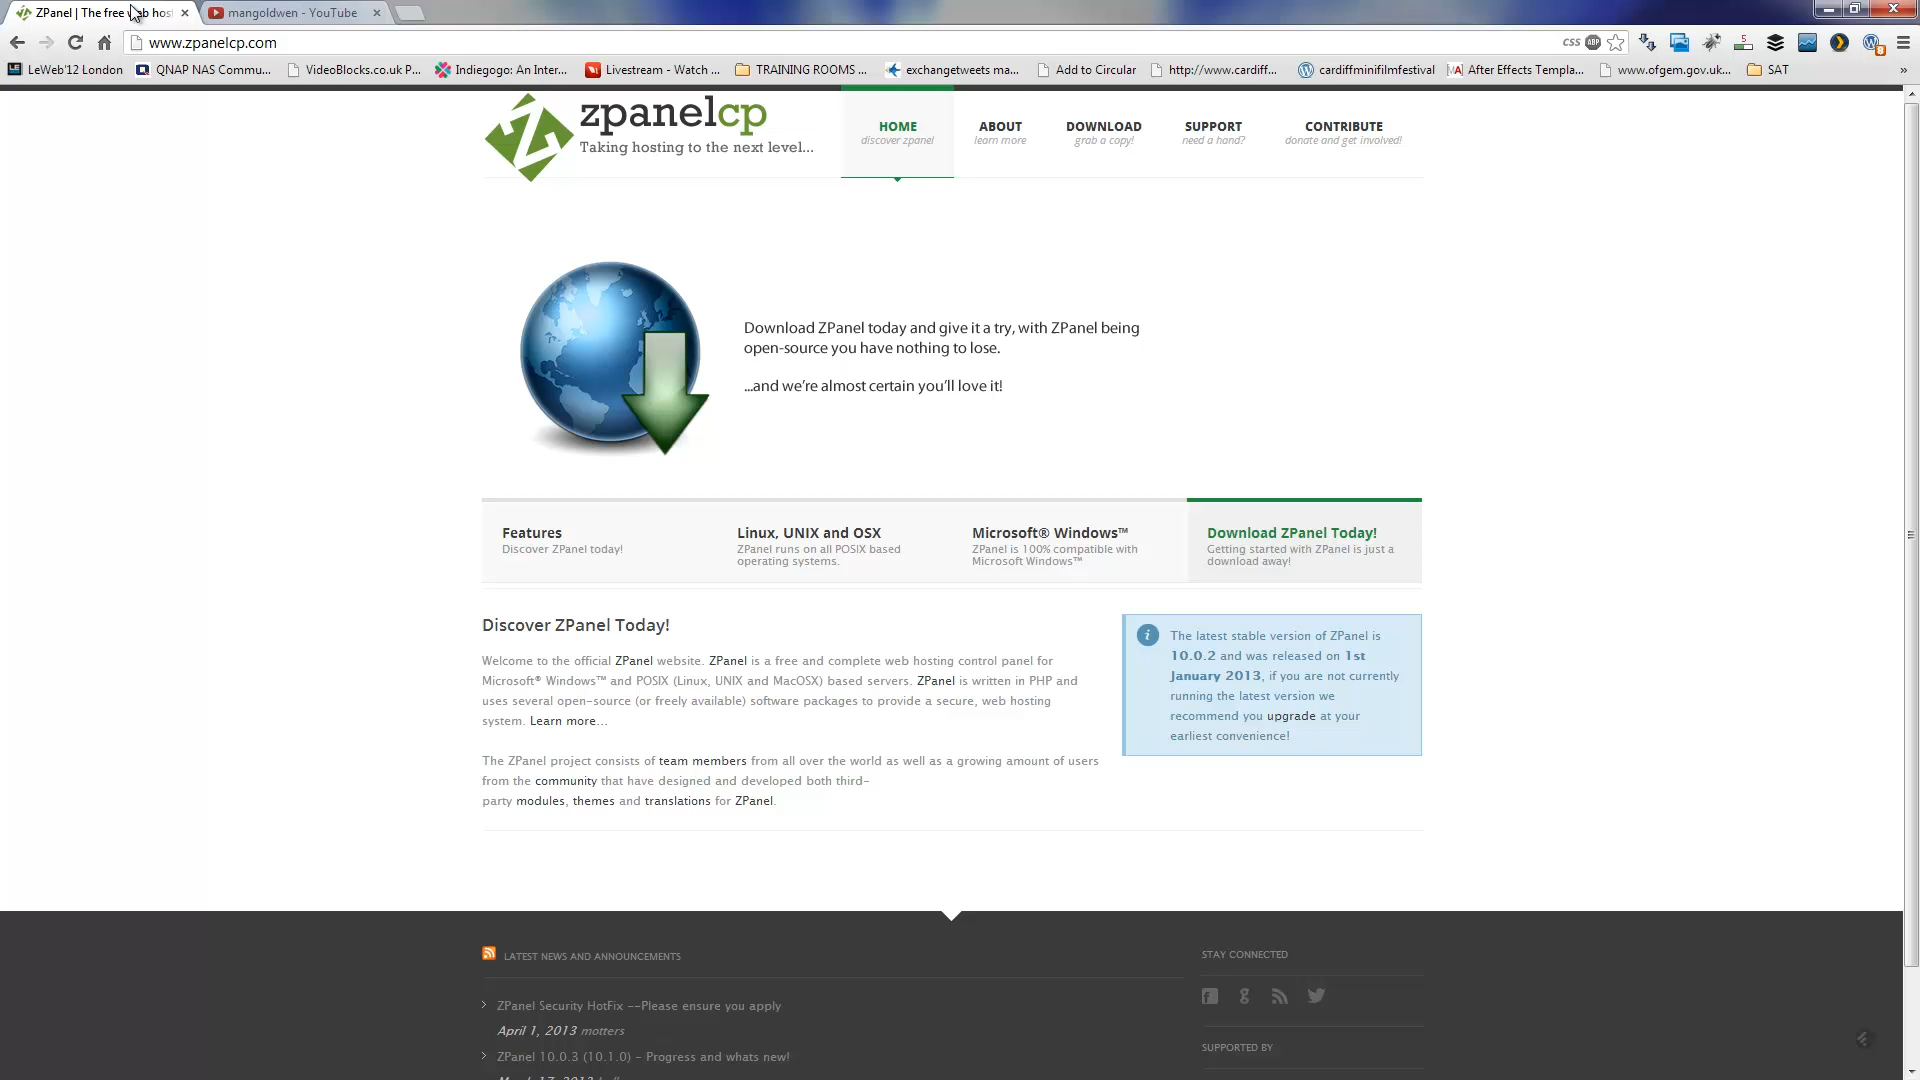 ZPanel | The free web hos
mangoldwen - YouTube
www.zpanelcp.com
CSS
ABP
5
8
LeWeb'12 London
QNAP NAS Commu...
VideoBlocks.co.uk P...
Indiegogo: An Inter...
Livestream - Watch ...
TRAINING ROOMS ...
exchangetweets ma...
Add to Circular
http://www.cardiff...
cardiffminifilmfestival
After Effects Templa...
www.ofgem.gov.uk...
SAT
»
zpanelcp
Taking hosting to the next level...
HOME
discover zpanel
ABOUT
learn more
DOWNLOAD
grab a copy!
SUPPORT
need a hand?
CONTRIBUTE
donate and get involved!
Download ZPanel today and give it a try, with ZPanel being
open-source you have nothing to lose.
...and we're almost certain you'll love it!
Features
Discover ZPanel today!
Linux, UNIX and OSX
ZPanel runs on all POSIX based
operating systems.
Microsoft® Windows™
ZPanel is 100% compatible with
Microsoft Windows™
Download ZPanel Today!
Getting started with ZPanel is just a
download away!
Discover ZPanel Today!
Welcome to the official ZPanel website. ZPanel is a free and complete web hosting control panel for
Microsoft® Windows™ and POSIX (Linux, UNIX and MacOSX) based servers. ZPanel is written in PHP and
uses several open-source (or freely available) software packages to provide a secure, web hosting
system. Learn more...
The ZPanel project consists of team members from all over the world as well as a growing amount of users
from the community that have designed and developed both third-
party modules, themes and translations for ZPanel.
The latest stable version of ZPanel is
10.0.2 and was released on 1st
January 2013, if you are not currently
running the latest version we
recommend you upgrade at your
earliest convenience!
LATEST NEWS AND ANNOUNCEMENTS
ZPanel Security HotFix --Please ensure you apply
April 1, 2013 motters
ZPanel 10.0.3 (10.1.0) - Progress and whats new!
STAY CONNECTED
SUPPORTED BY